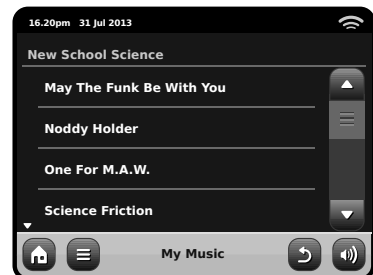 16.20pm 31 Jul 2013
New School Science
May The Funk Be With You
Noddy Holder
One For M.A.W.
Science Friction
My Music